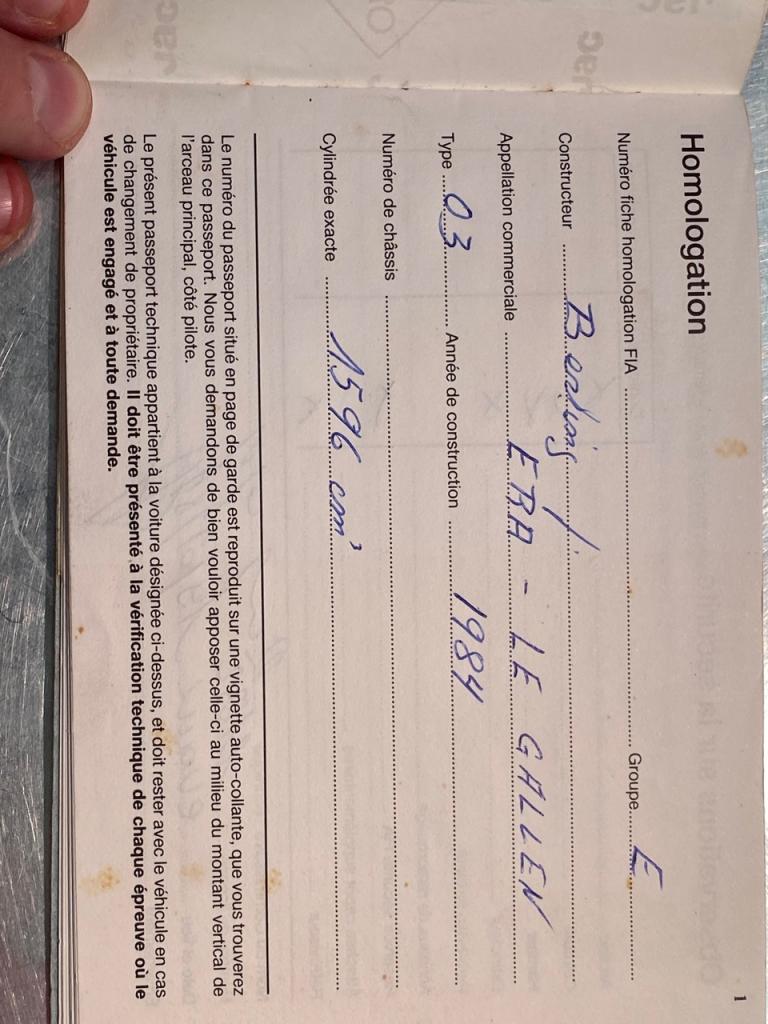 1
Homologation
Numéro fiche homologation FIA ........ Groupe E
Constructeur ........
Appellation commerciale ERA - LE GALLEN
Type 03 Année de construction 1984
Numéro de châssis ........
Cylindrée exacte 1596 cm³
Le numéro du passeport situé en page de garde est reproduit sur une vignette auto-collante, que vous trouverez
dans ce passeport. Nous vous demandons de bien vouloir apposer celle-ci au milieu du montant vertical de
l'arceau principal, côté pilote.
Le présent passeport technique appartient à la voiture désignée ci-dessus, et doit rester avec le véhicule en cas
de changement de propriétaire. Il doit être présenté à la vérification technique de chaque épreuve où le
véhicule est engagé et à toute demande.